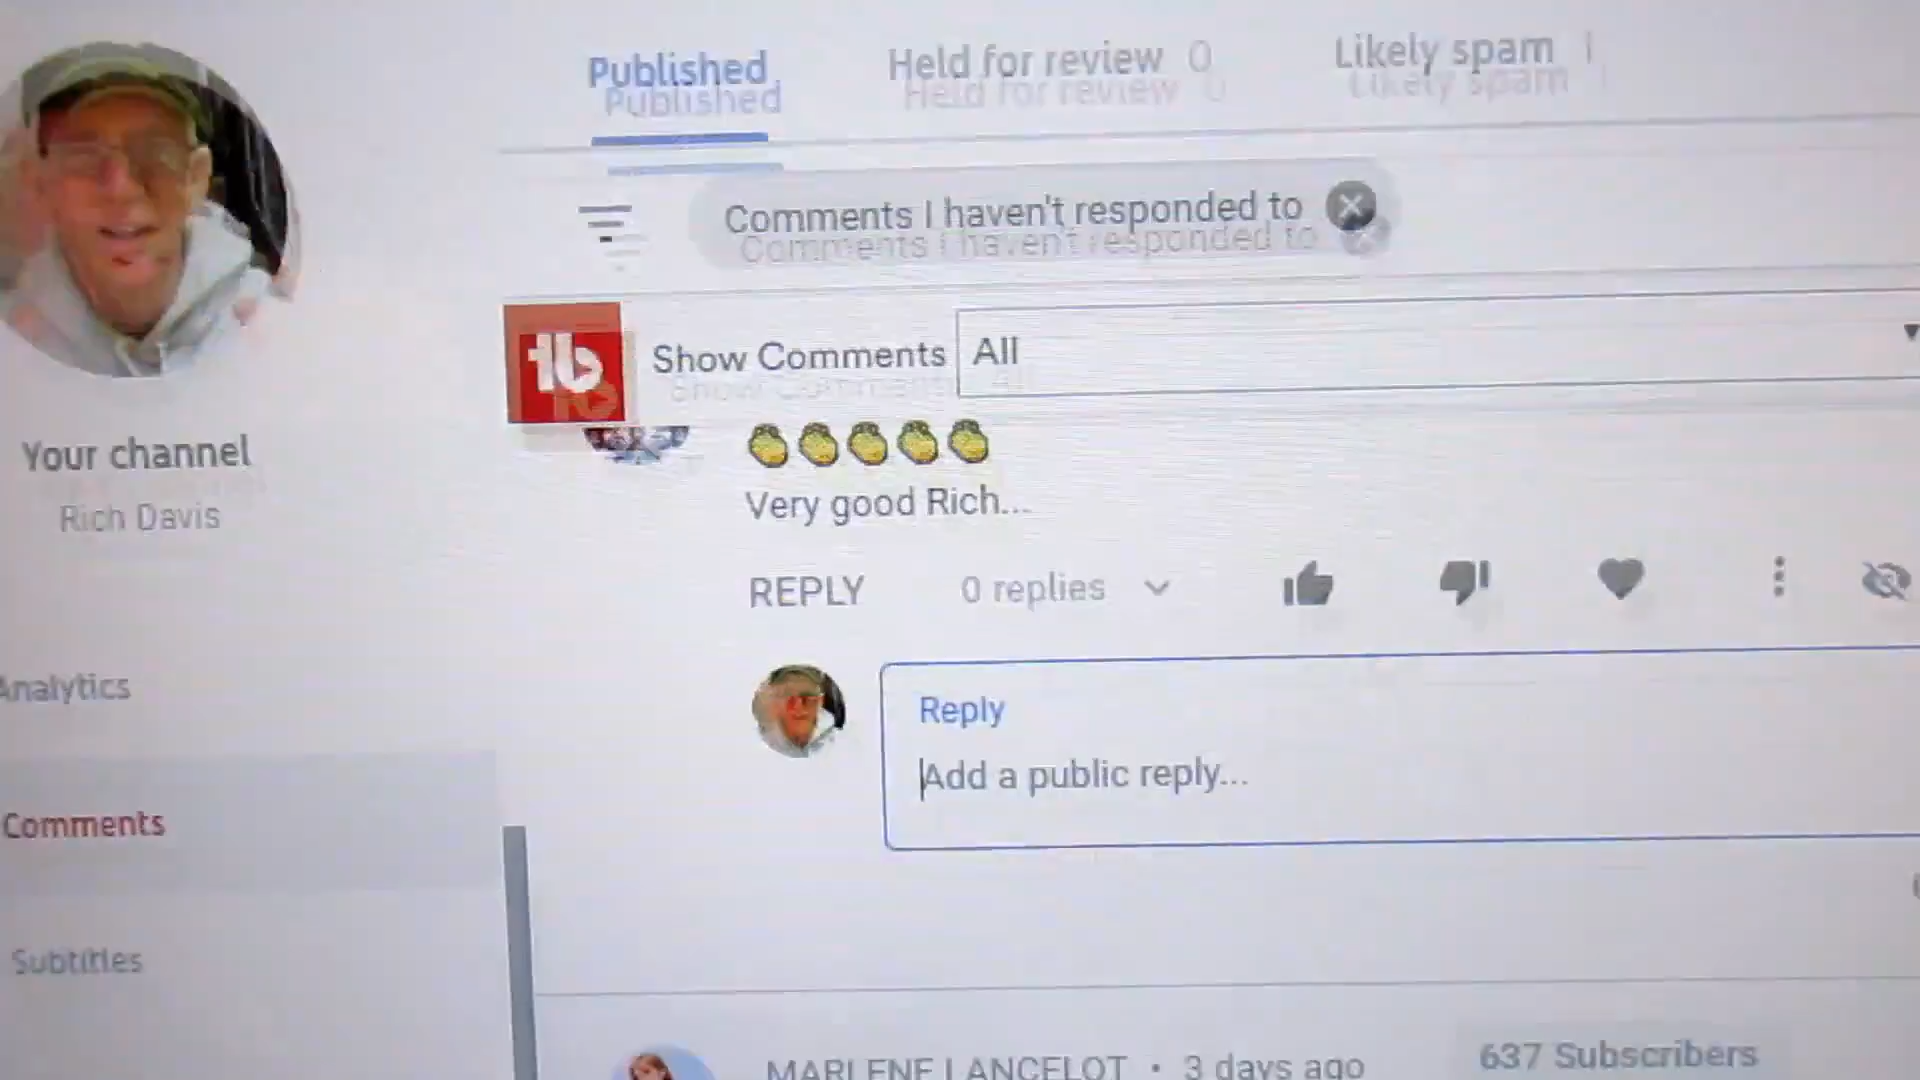 Published
Held for review 0
Likely spam 1
Comments I haven't responded to
tb
Show Comments
All
Your channel
Rich Davis
Very good Rich...
REPLY
0 replies
Analytics
Reply
Add a public reply...
Comments
Subtitles
MARLENE LANCELOT • 3 days ago
637 Subscribers